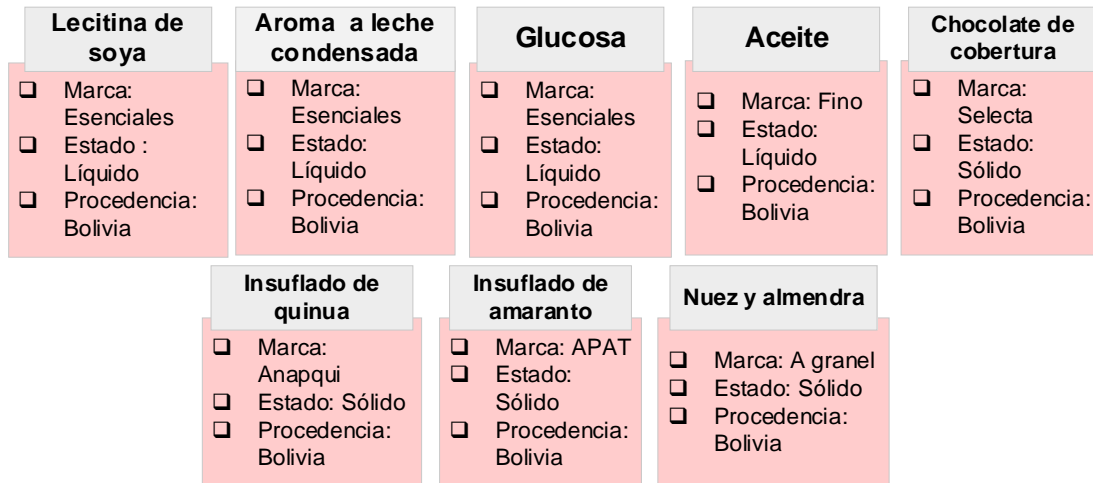 Lecitina de
soya
❑ Marca:
Esenciales
❑ Estado :
Líquido
❑ Procedencia:
Bolivia
Aroma a leche
condensada
❑ Marca:
Esenciales
❑ Estado:
Líquido
❑ Procedencia:
Bolivia
Glucosa
❑ Marca:
Esenciales
❑ Estado:
Líquido
❑ Procedencia:
Bolivia
Aceite
❑ Marca: Fino
❑ Estado:
Líquido
❑ Procedencia:
Bolivia
Chocolate de
cobertura
❑ Marca:
Selecta
❑ Estado:
Sólido
❑ Procedencia:
Bolivia
Insuflado de
quinua
❑ Marca:
Anapqui
❑ Estado: Sólido
❑ Procedencia:
Bolivia
Insuflado de
amaranto
❑ Marca: APAT
❑ Estado:
Sólido
❑ Procedencia:
Bolivia
Nuez y almendra
❑ Marca: A granel
❑ Estado: Sólido
❑ Procedencia:
Bolivia